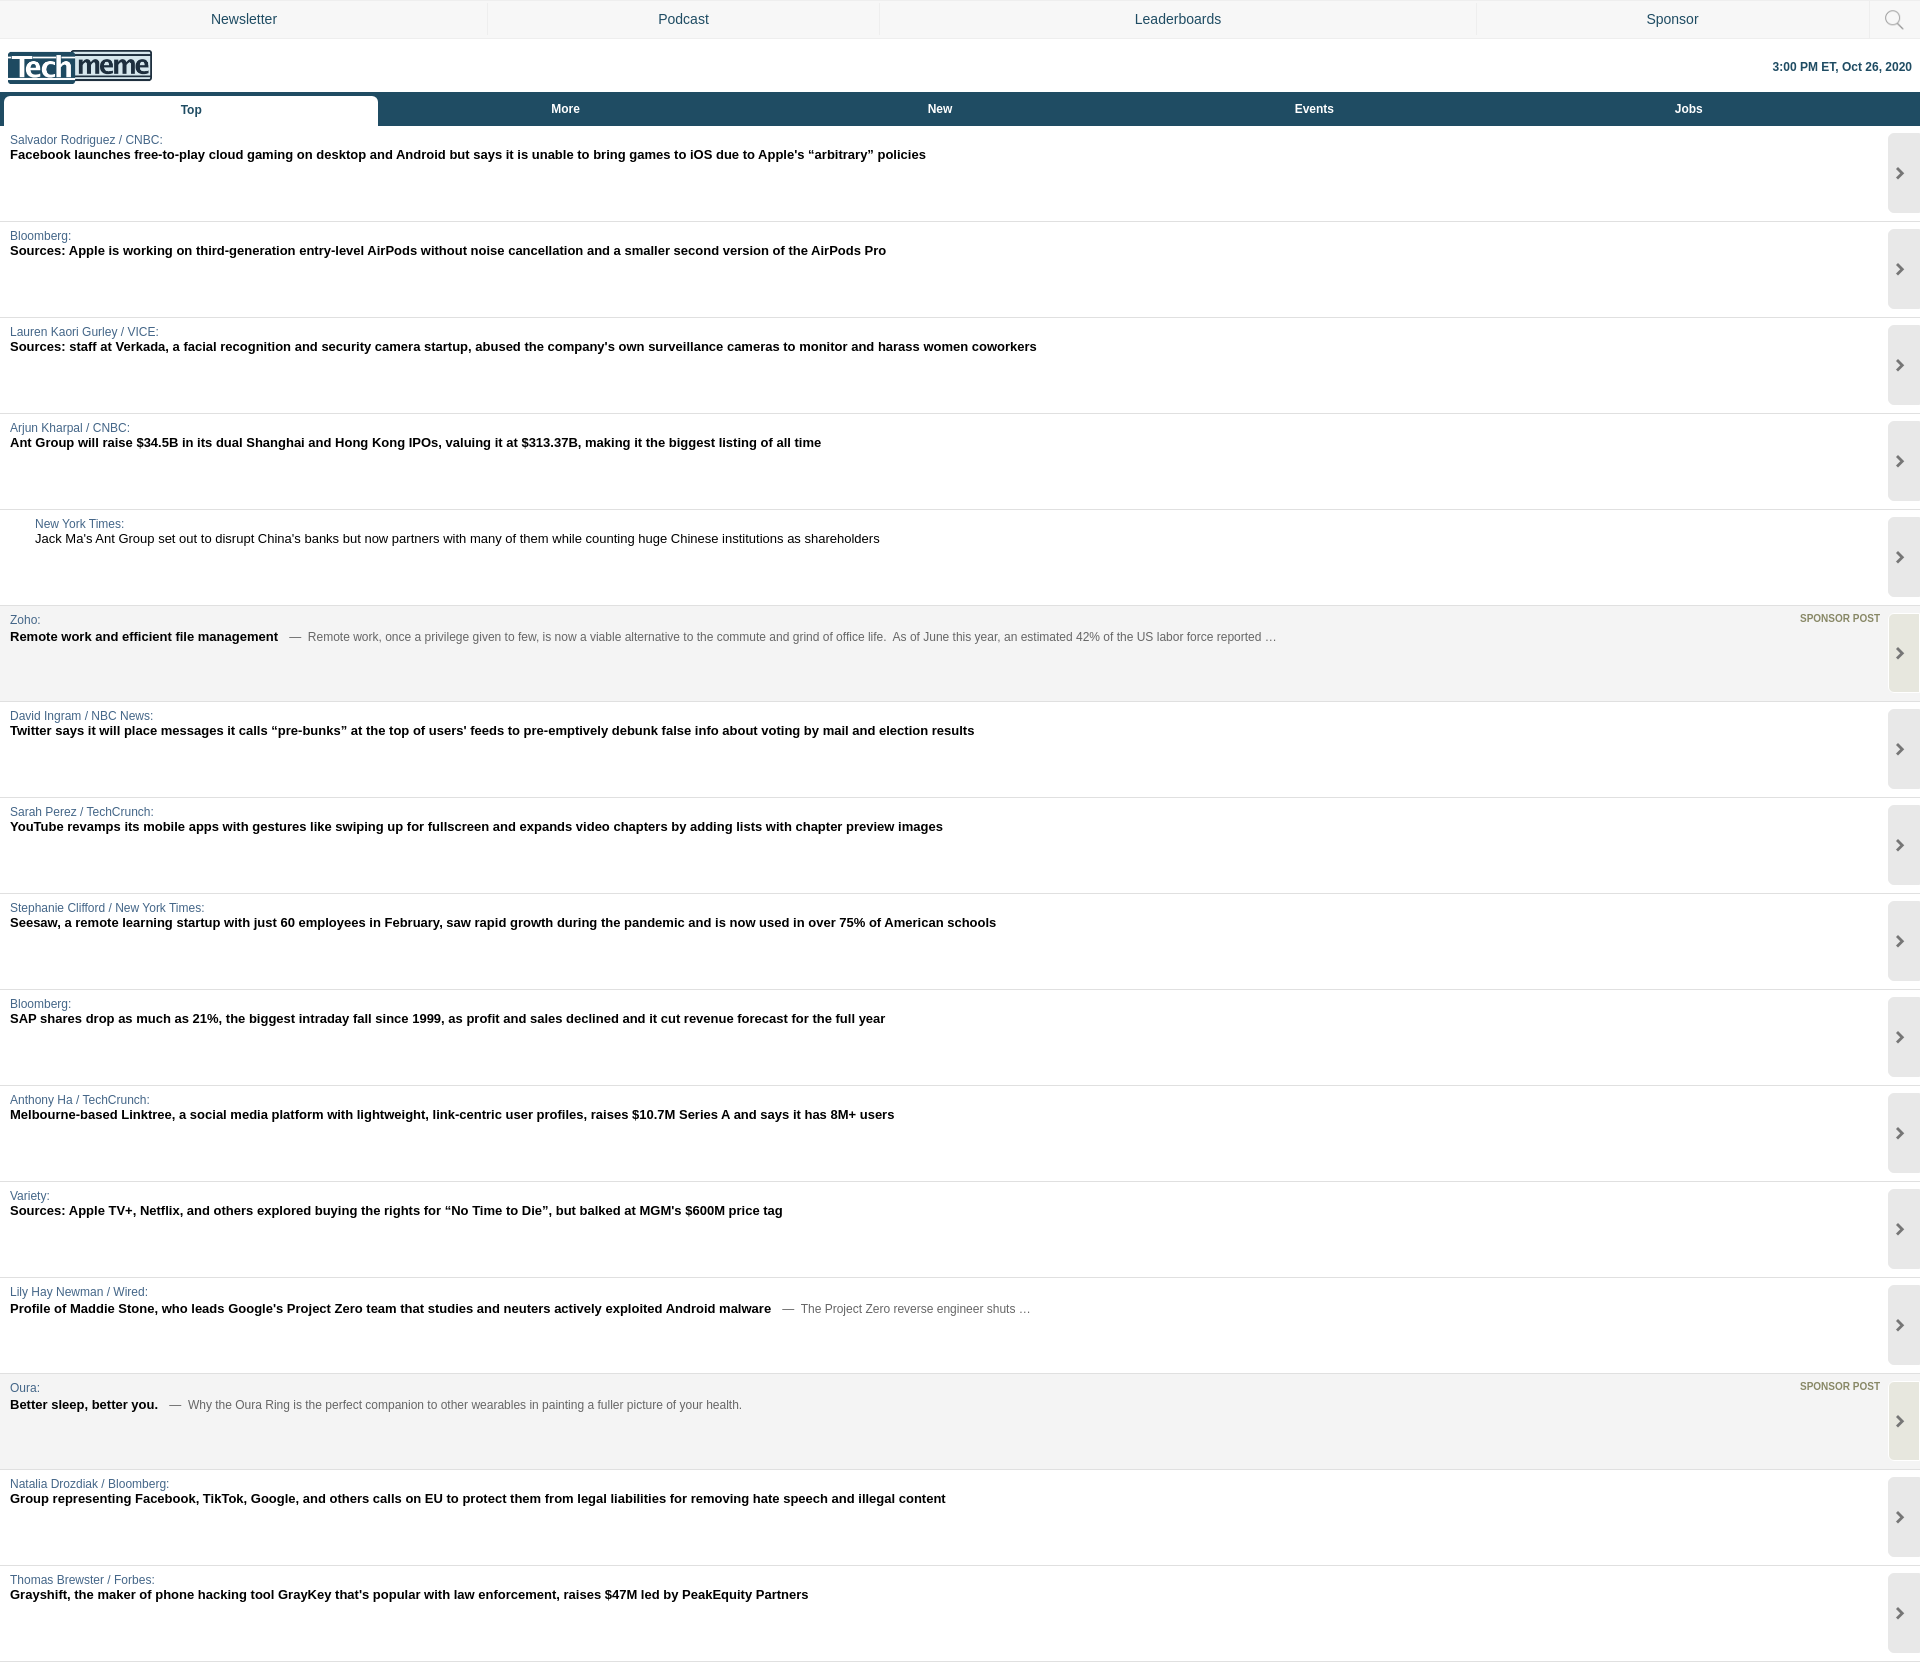 Newsletter
Podcast
Leaderboards
Sponsor
Techmeme
3:00 PM ET, Oct 26, 2020
Top
More
New
Events
Jobs
Salvador Rodriguez / CNBC:
Facebook launches free-to-play cloud gaming on desktop and Android but says it is unable to bring games to iOS due to Apple's “arbitrary” policies
Bloomberg:
Sources: Apple is working on third-generation entry-level AirPods without noise cancellation and a smaller second version of the AirPods Pro
Lauren Kaori Gurley / VICE:
Sources: staff at Verkada, a facial recognition and security camera startup, abused the company's own surveillance cameras to monitor and harass women coworkers
Arjun Kharpal / CNBC:
Ant Group will raise $34.5B in its dual Shanghai and Hong Kong IPOs, valuing it at $313.37B, making it the biggest listing of all time
New York Times:
Jack Ma's Ant Group set out to disrupt China's banks but now partners with many of them while counting huge Chinese institutions as shareholders
Zoho:
SPONSOR POST
Remote work and efficient file management — Remote work, once a privilege given to few, is now a viable alternative to the commute and grind of office life. As of June this year, an estimated 42% of the US labor force reported …
David Ingram / NBC News:
Twitter says it will place messages it calls “pre-bunks” at the top of users' feeds to pre-emptively debunk false info about voting by mail and election results
Sarah Perez / TechCrunch:
YouTube revamps its mobile apps with gestures like swiping up for fullscreen and expands video chapters by adding lists with chapter preview images
Stephanie Clifford / New York Times:
Seesaw, a remote learning startup with just 60 employees in February, saw rapid growth during the pandemic and is now used in over 75% of American schools
Bloomberg:
SAP shares drop as much as 21%, the biggest intraday fall since 1999, as profit and sales declined and it cut revenue forecast for the full year
Anthony Ha / TechCrunch:
Melbourne-based Linktree, a social media platform with lightweight, link-centric user profiles, raises $10.7M Series A and says it has 8M+ users
Variety:
Sources: Apple TV+, Netflix, and others explored buying the rights for “No Time to Die”, but balked at MGM's $600M price tag
Lily Hay Newman / Wired:
Profile of Maddie Stone, who leads Google's Project Zero team that studies and neuters actively exploited Android malware — The Project Zero reverse engineer shuts …
Oura:
SPONSOR POST
Better sleep, better you. — Why the Oura Ring is the perfect companion to other wearables in painting a fuller picture of your health.
Natalia Drozdiak / Bloomberg:
Group representing Facebook, TikTok, Google, and others calls on EU to protect them from legal liabilities for removing hate speech and illegal content
Thomas Brewster / Forbes:
Grayshift, the maker of phone hacking tool GrayKey that's popular with law enforcement, raises $47M led by PeakEquity Partners